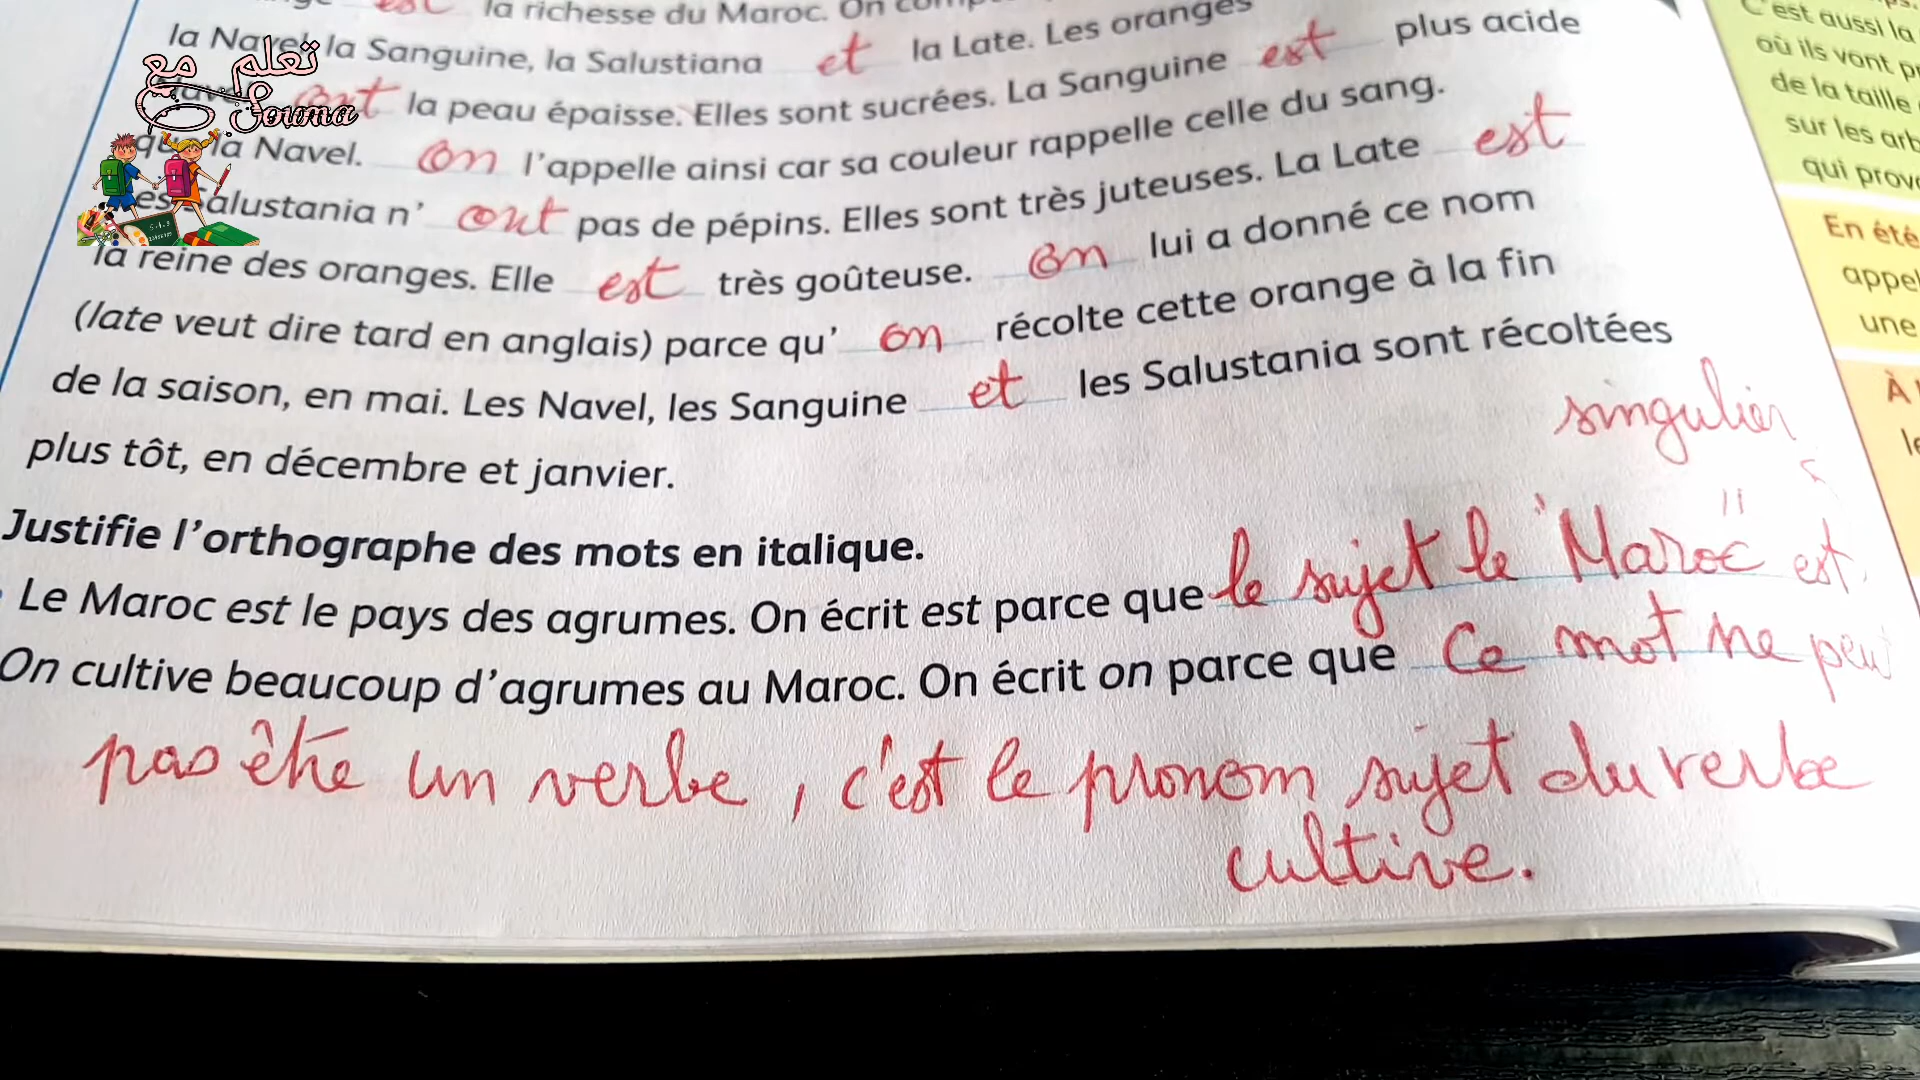 est la richesse du Maroc. On
la Navel, la Sanguine, la Salustiana et la Late. Les oranges
ont la peau épaisse. Elles sont sucrées. La Sanguine est plus acide
que la Navel. on l'appelle ainsi car sa couleur rappelle celle du sang.
Salustania n' ont pas de pépins. Elles sont très juteuses. La Late est
la reine des oranges. Elle est très goûteuse. on lui a donné ce nom
(late veut dire tard en anglais) parce qu' on récolte cette orange à la fin
de la saison, en mai. Les Navel, les Sanguine et les Salustania sont récoltées
plus tôt, en décembre et janvier.
singulier
Justifie l'orthographe des mots en italique.
Le Maroc est le pays des agrumes. On écrit est parce que le sujet le "Maroc" est
On cultive beaucoup d'agrumes au Maroc. On écrit on parce que Ce mot ne peu
pas être un verbe, c'est le pronom sujet du verbe
cultive.
تعلم مع
Souma
C'est aussi la
où ils vont
de la taille
sur les arb
qui prov
En été
appel
une
À